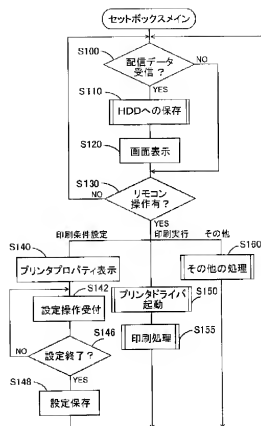 セットボックスメイン
S100
配信データ
受信？
NO
YES
S110
HDDへの保存
S120
画面表示
S130
リモコン
操作有？
NO
YES
印刷条件設定
印刷実行
その他
S140
プリンタプロパティ表示
S160
その他の処理
S142
設定操作受付
S150
プリンタドライバ
起動
S146
設定終了？
NO
YES
S155
印刷処理
S148
設定保存